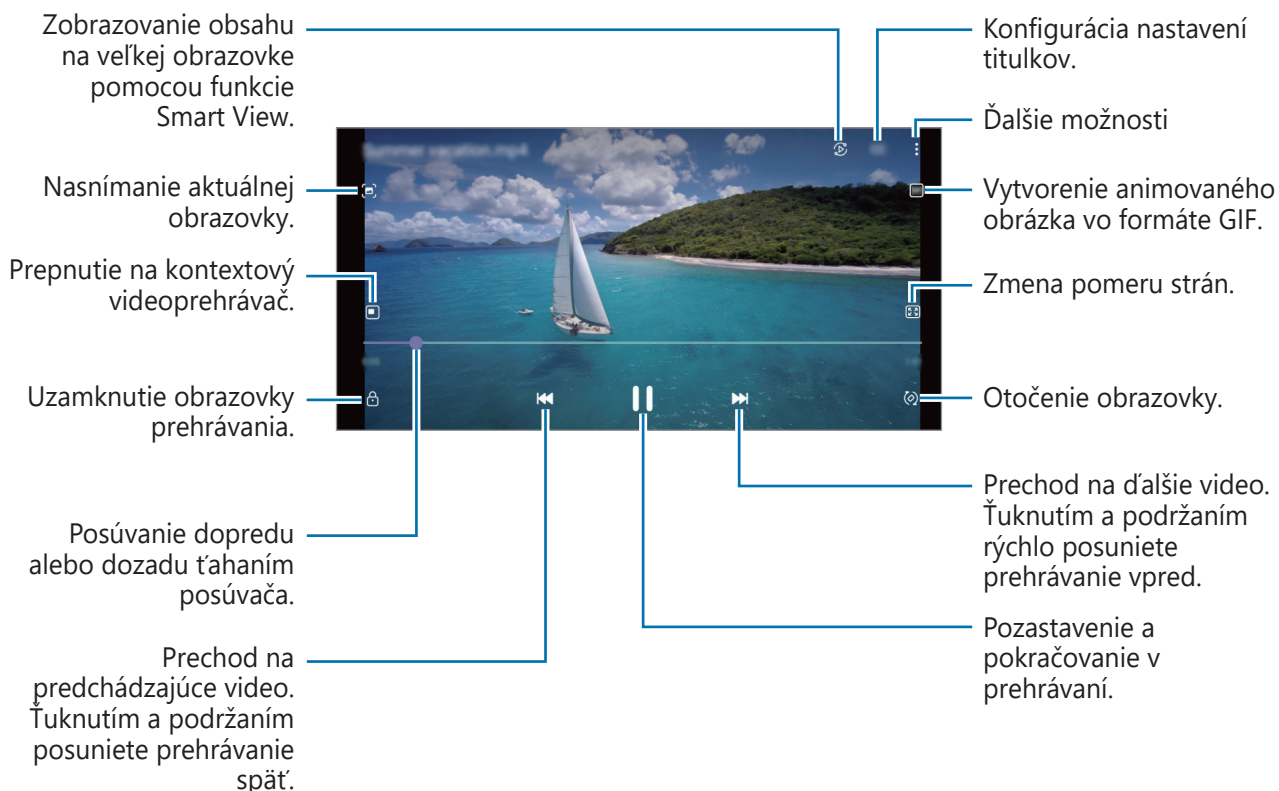 Zobrazovanie obsahu
na veľkej obrazovke
pomocou funkcie
Smart View.
Nasnímanie aktuálnej
obrazovky.
Prepnutie na kontextový
videoprehrávač.
Uzamknutie obrazovky
prehrávania.
Posúvanie dopredu
alebo dozadu ťahaním
posúvača.
Prechod na
predchádzajúce video.
Ťuknutím a podržaním
posuniete prehrávanie
späť.
Konfigurácia nastavení
titulkov.
Ďalšie možnosti
Vytvorenie animovaného
obrázka vo formáte GIF.
Zmena pomeru strán.
Otočenie obrazovky.
Prechod na ďalšie video.
Ťuknutím a podržaním
rýchlo posuniete
prehrávanie vpred.
Pozastavenie a
pokračovanie v
prehrávaní.